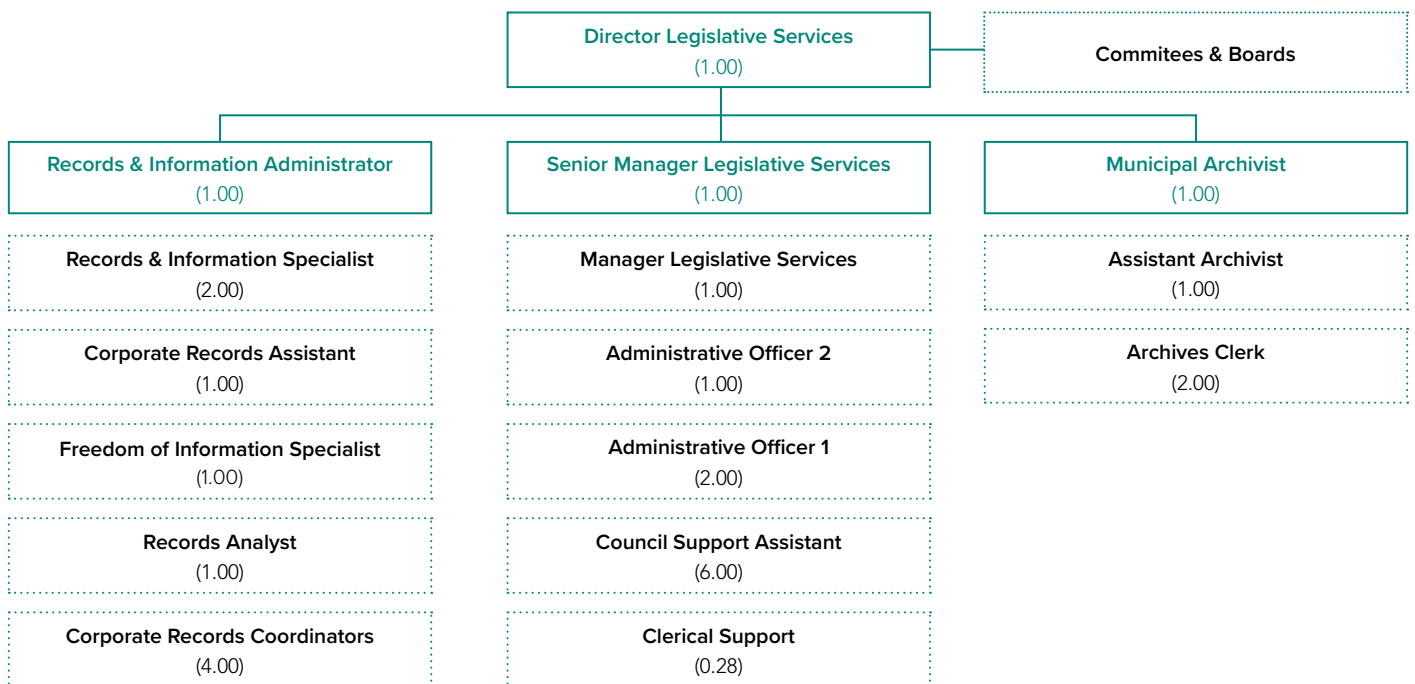 Director Legislative Services
(1.00)
Commitees & Boards
Records & Information Administrator
(1.00)
Senior Manager Legislative Services
(1.00)
Municipal Archivist
(1.00)
Records & Information Specialist
(2.00)
Manager Legislative Services
(1.00)
Assistant Archivist
(1.00)
Corporate Records Assistant
(1.00)
Administrative Officer 2
(1.00)
Archives Clerk
(2.00)
Freedom of Information Specialist
(1.00)
Administrative Officer 1
(2.00)
Records Analyst
(1.00)
Council Support Assistant
(6.00)
Corporate Records Coordinators
(4.00)
Clerical Support
(0.28)